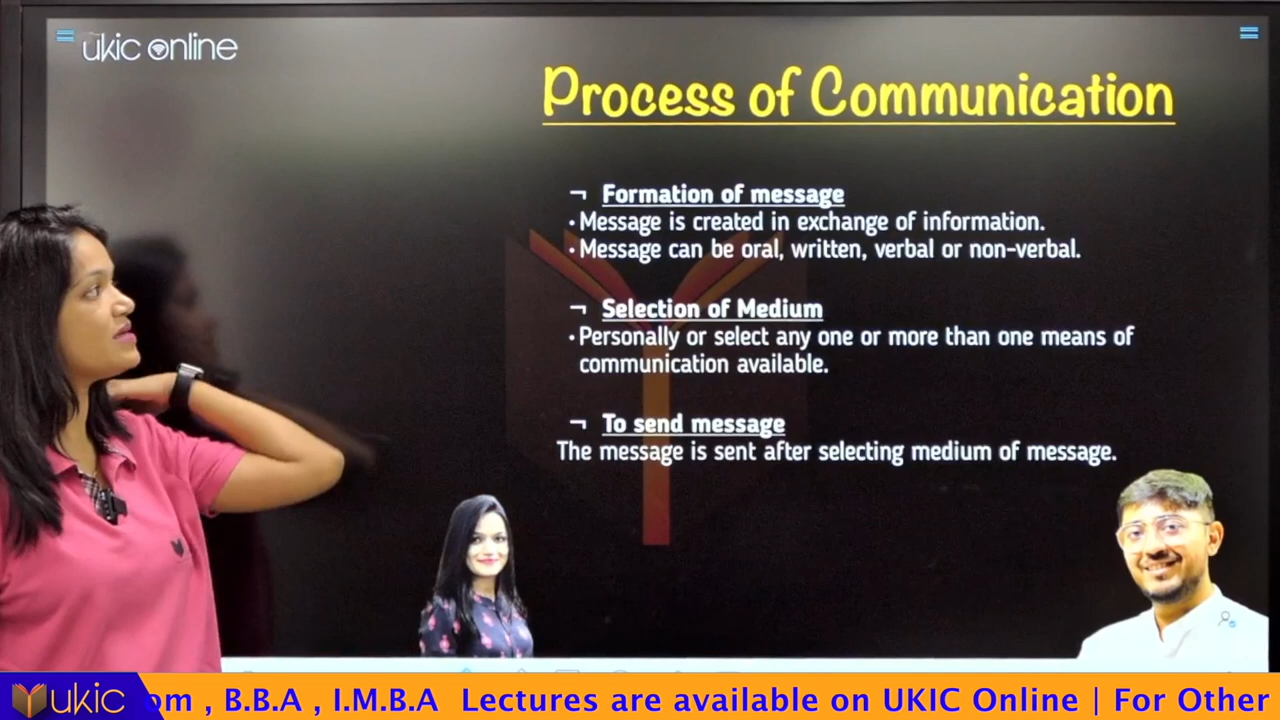 ukic online
Process of Communication
¬ Formation of message
• Message is created in exchange of information.
• Message can be oral, written, verbal or non-verbal.
¬ Selection of Medium
• Personally or select any one or more than one means of
communication available.
¬ To send message
The message is sent after selecting medium of message.
ukic
om , B.B.A , I.M.B.A Lectures are available on UKIC Online | For Other